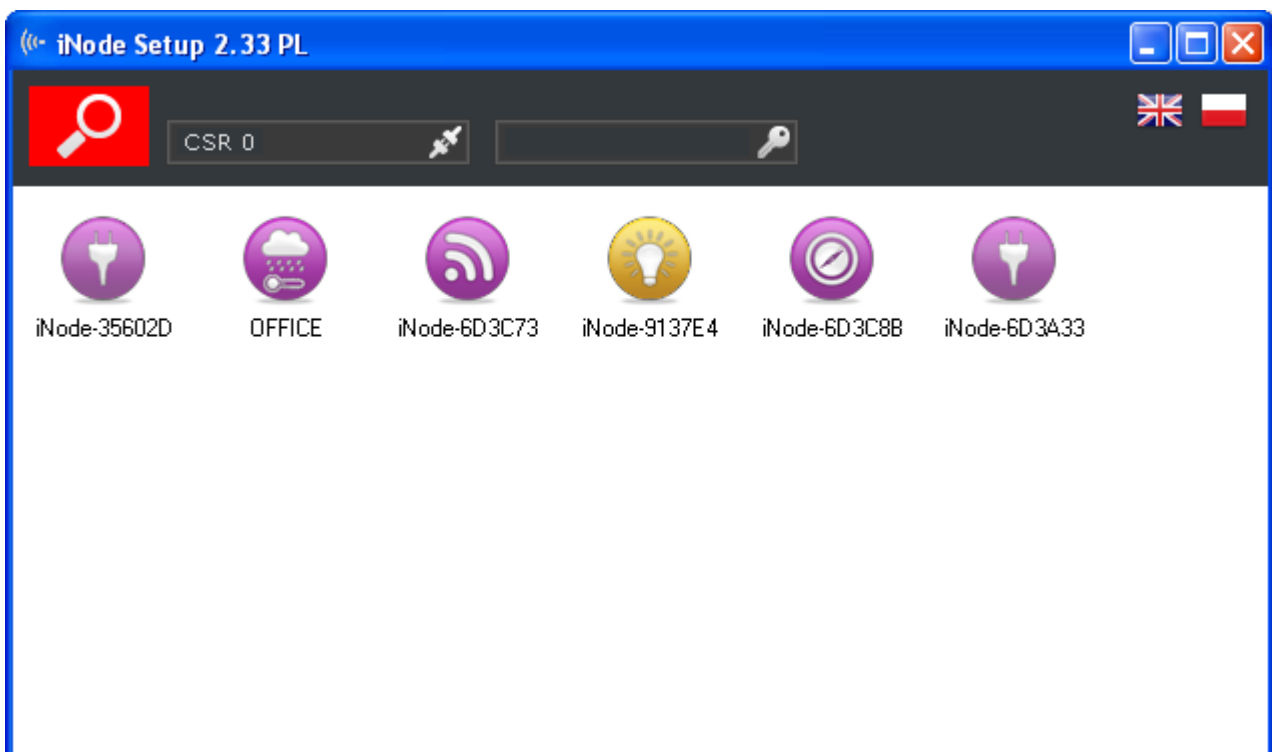 iNode Setup 2.33 PL
CSR 0
iNode-35602D OFFICE iNode-6D3C73 iNode-9137E4 iNode-6D3C8B iNode-6D3A33